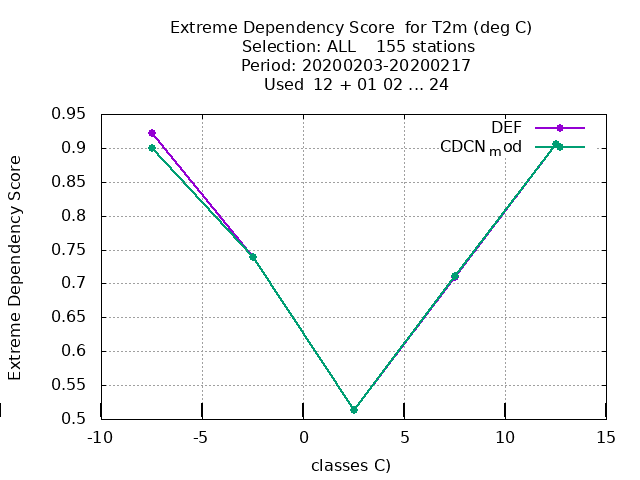 Extreme Dependency Score  for T2m (deg C)
Selection: ALL    155 stations
Period: 20200203-20200217
Used  12 + 01 02 ... 24
0.95
0.9
0.85
0.8
0.75
0.7
0.65
0.6
0.55
0.5
Extreme Dependency Score
DEF
CDCNmod
-10
-5
0
5
10
15
classes C)